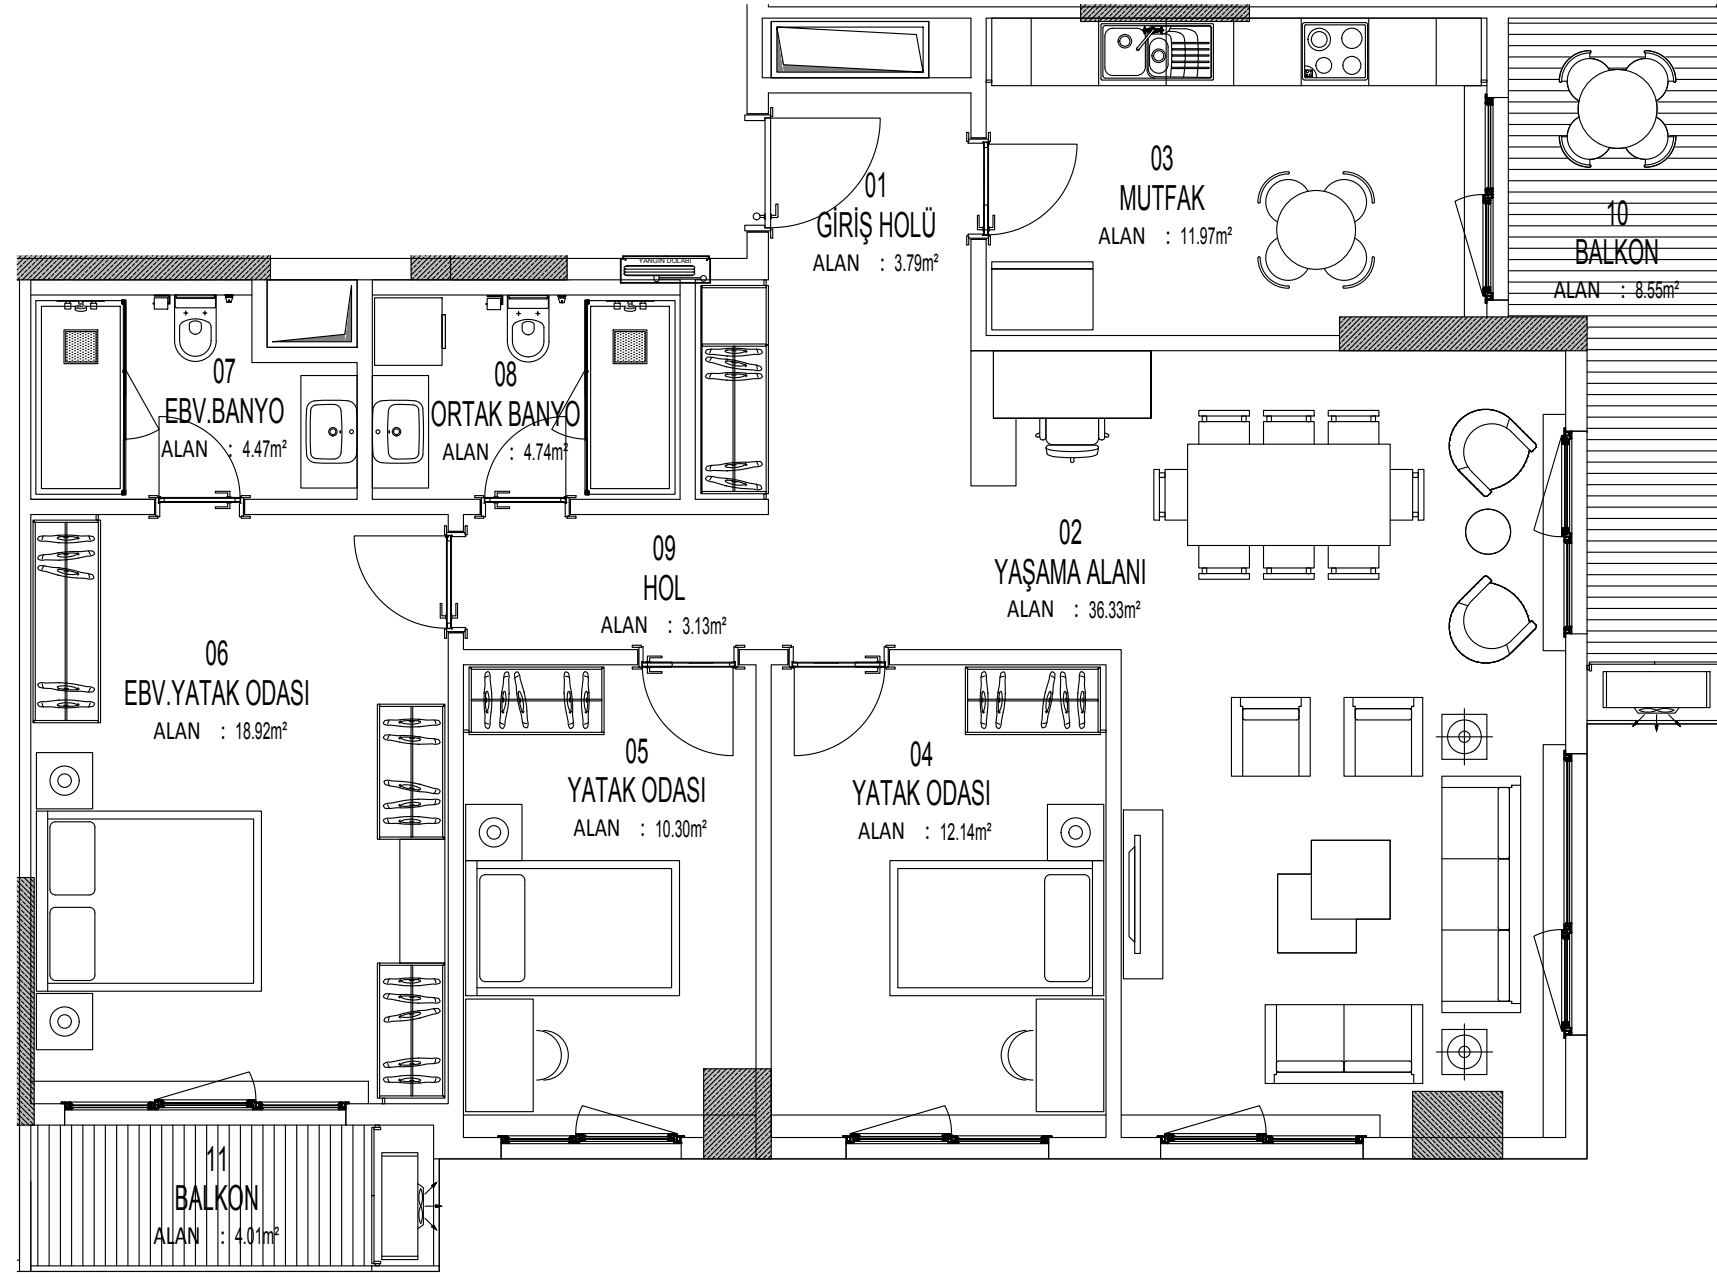 01
GİRİŞ HOLÜ
ALAN : 3.79m²
03
MUTFAK
ALAN : 11.97m²
10
BALKON
ALAN : 8.55m²
YANGIN DOLABI
07
EBV.BANYO
ALAN : 4.47m²
08
ORTAK BANYO
ALAN : 4.74m²
09
HOL
ALAN : 3.13m²
02
YAŞAMA ALANI
ALAN : 36.33m²
06
EBV.YATAK ODASI
ALAN : 18.92m²
05
YATAK ODASI
ALAN : 10.30m²
04
YATAK ODASI
ALAN : 12.14m²
11
BALKON
ALAN : 4.01m²